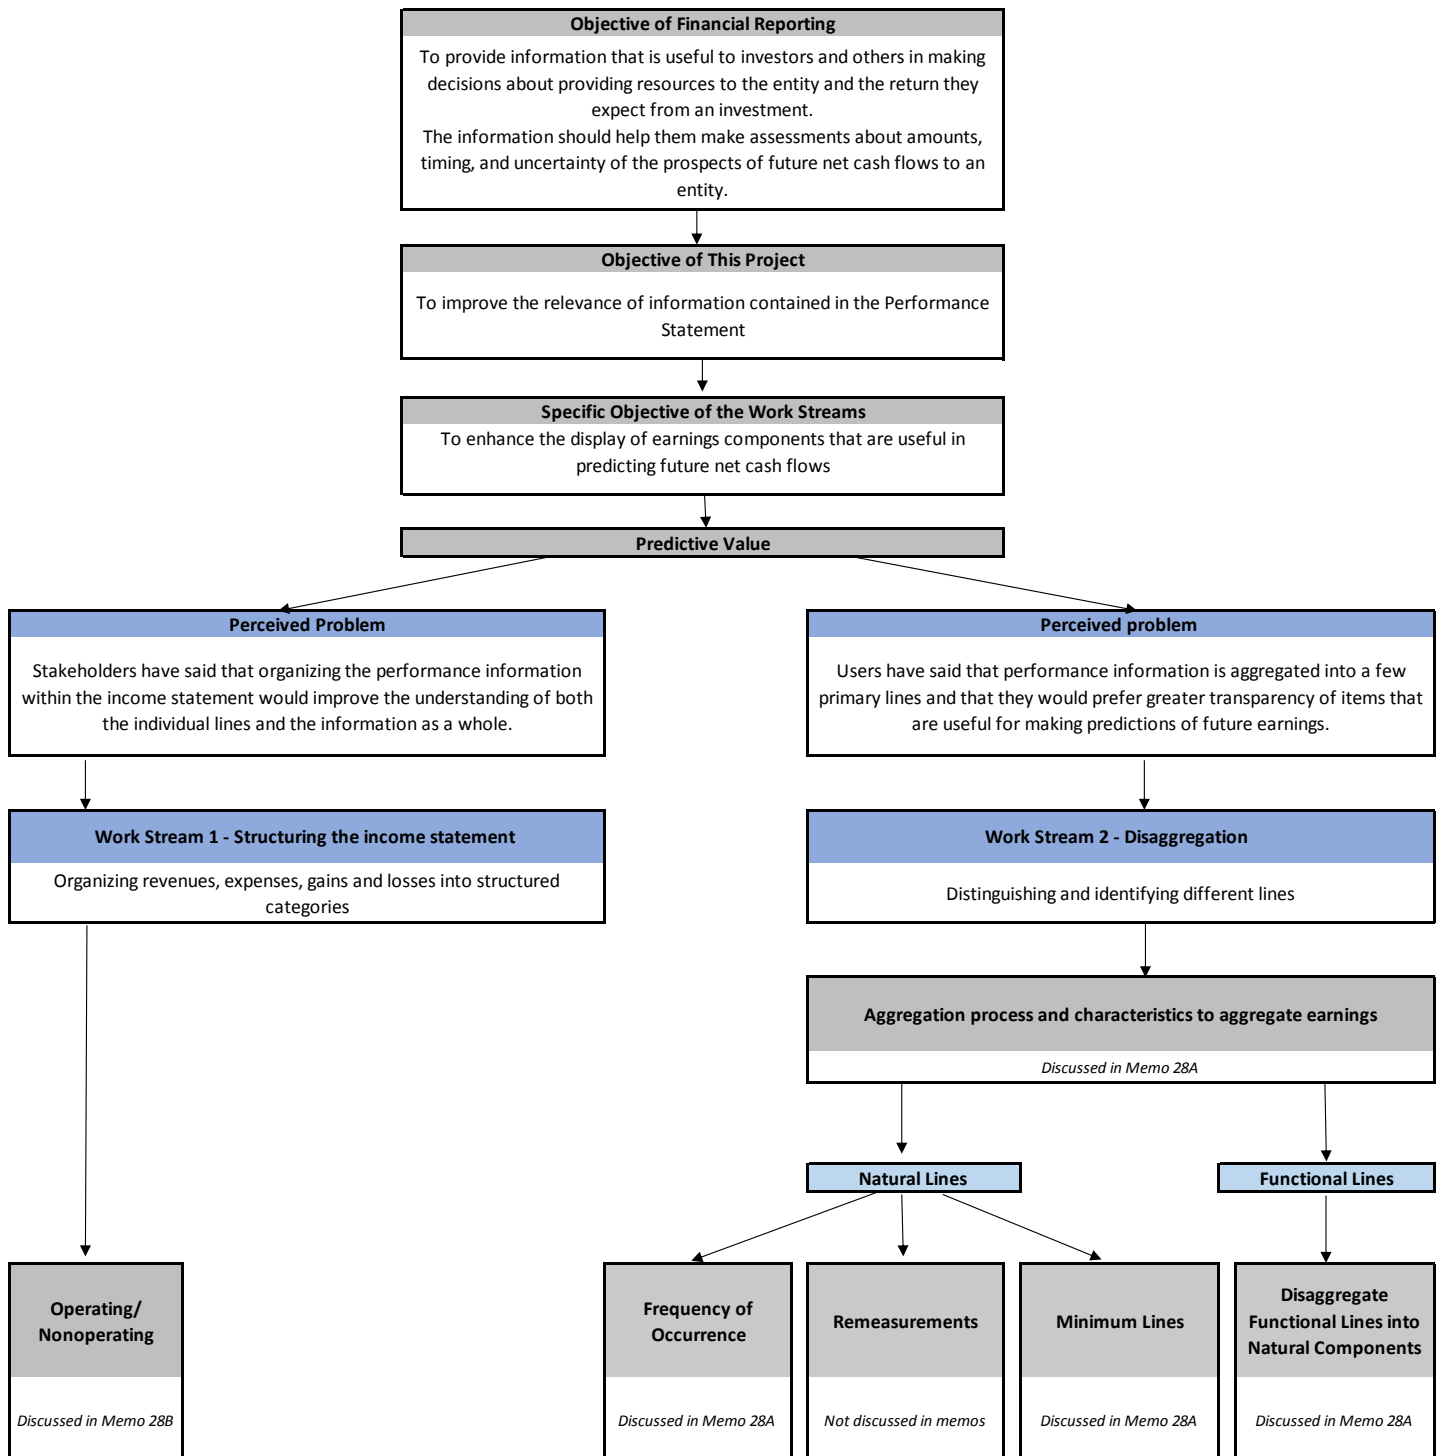 Objective of Financial Reporting
To provide information that is useful to investors and others in making
decisions about providing resources to the entity and the return they
expect from an investment.
The information should help them make assessments about amounts,
timing, and uncertainty of the prospects of future net cash flows to an
entity.
Objective of This Project
To improve the relevance of information contained in the Performance
Statement
Specific Objective of the Work Streams
To enhance the display of earnings components that are useful in
predicting future net cash flows
Predictive Value
Perceived Problem
Stakeholders have said that organizing the performance information
within the income statement would improve the understanding of both
the individual lines and the information as a whole.
Perceived problem
Users have said that performance information is aggregated into a few
primary lines and that they would prefer greater transparency of items that
are useful for making predictions of future earnings.
Work Stream 1 - Structuring the income statement
Organizing revenues, expenses, gains and losses into structured
categories
Work Stream 2 - Disaggregation
Distinguishing and identifying different lines
Aggregation process and characteristics to aggregate earnings
Discussed in Memo 28A
Natural Lines
Functional Lines
Operating/
Nonoperating
Discussed in Memo 28B
Frequency of
Occurrence
Discussed in Memo 28A
Remeasurements
Not discussed in memos
Minimum Lines
Discussed in Memo 28A
Disaggregate
Functional Lines into
Natural Components
Discussed in Memo 28A